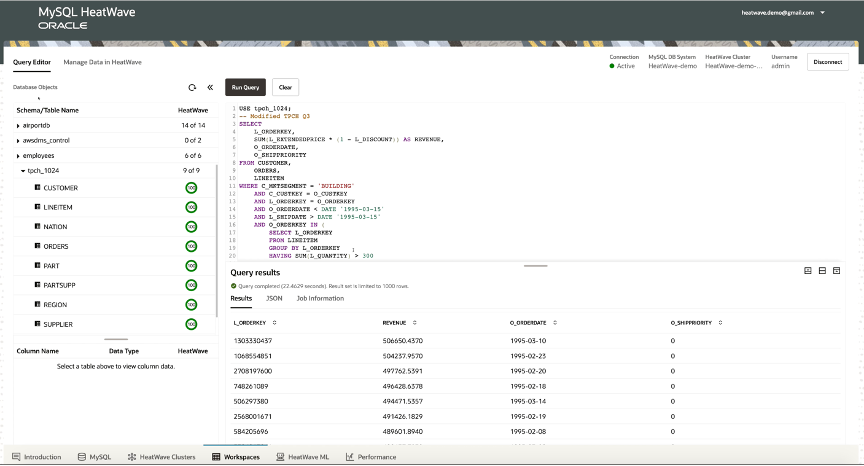 MySQL HeatWave
ORACLE
heatwave.demo@gmail.com
Query Editor
Manage Data in HeatWave
Connection
Active
MySQL DB System
HeatWave-demo
HeatWave Cluster
HeatWave-demo-...
Username
admin
Disconnect
Database Objects
Run Query
Clear
Schema/Table Name HeatWave
airportdb 14 of 14
awsdms_control 0 of 2
employees 6 of 6
tpch_1024 9 of 9
CUSTOMER 100
LINEITEM 100
NATION 100
ORDERS 100
PART 100
PARTSUPP 100
REGION 100
SUPPLIER 100
Column Name Data Type HeatWave
Select a table above to view column data.
1 USE tpch_1024;
2 -- Modified TPCH Q3
3 SELECT
4 L_ORDERKEY,
5 SUM(L_EXTENDEDPRICE * (1 - L_DISCOUNT)) AS REVENUE,
6 O_ORDERDATE,
7 O_SHIPPRIORITY
8 FROM CUSTOMER,
9 ORDERS,
10 LINEITEM
11 WHERE C_MKTSEGMENT = 'BUILDING'
12 AND C_CUSTKEY = O_CUSTKEY
13 AND L_ORDERKEY = O_ORDERKEY
14 AND O_ORDERDATE < DATE '1995-03-15'
15 AND L_SHIPDATE > DATE '1995-03-15'
16 AND O_ORDERKEY IN (
17 SELECT L_ORDERKEY
18 FROM LINEITEM
19 GROUP BY L_ORDERKEY
20 HAVING SUM(L_QUANTITY) > 300
Query results
Query completed (22.4629 seconds). Result set is limited to 1000 rows.
Results JSON Job Information
L_ORDERKEY REVENUE O_ORDERDATE O_SHIPPRIORITY
1303330437 506650.4370 1995-03-10 0
1068554851 504237.9570 1995-02-23 0
2708197600 497762.5391 1995-02-20 0
748261089 496428.6378 1995-02-18 0
506297380 494471.5357 1995-03-14 0
2568001671 491426.1829 1995-02-19 0
584205696 489601.8940 1995-02-08 0
Introduction MySQL HeatWave Clusters Workspaces HeatWave ML Performance